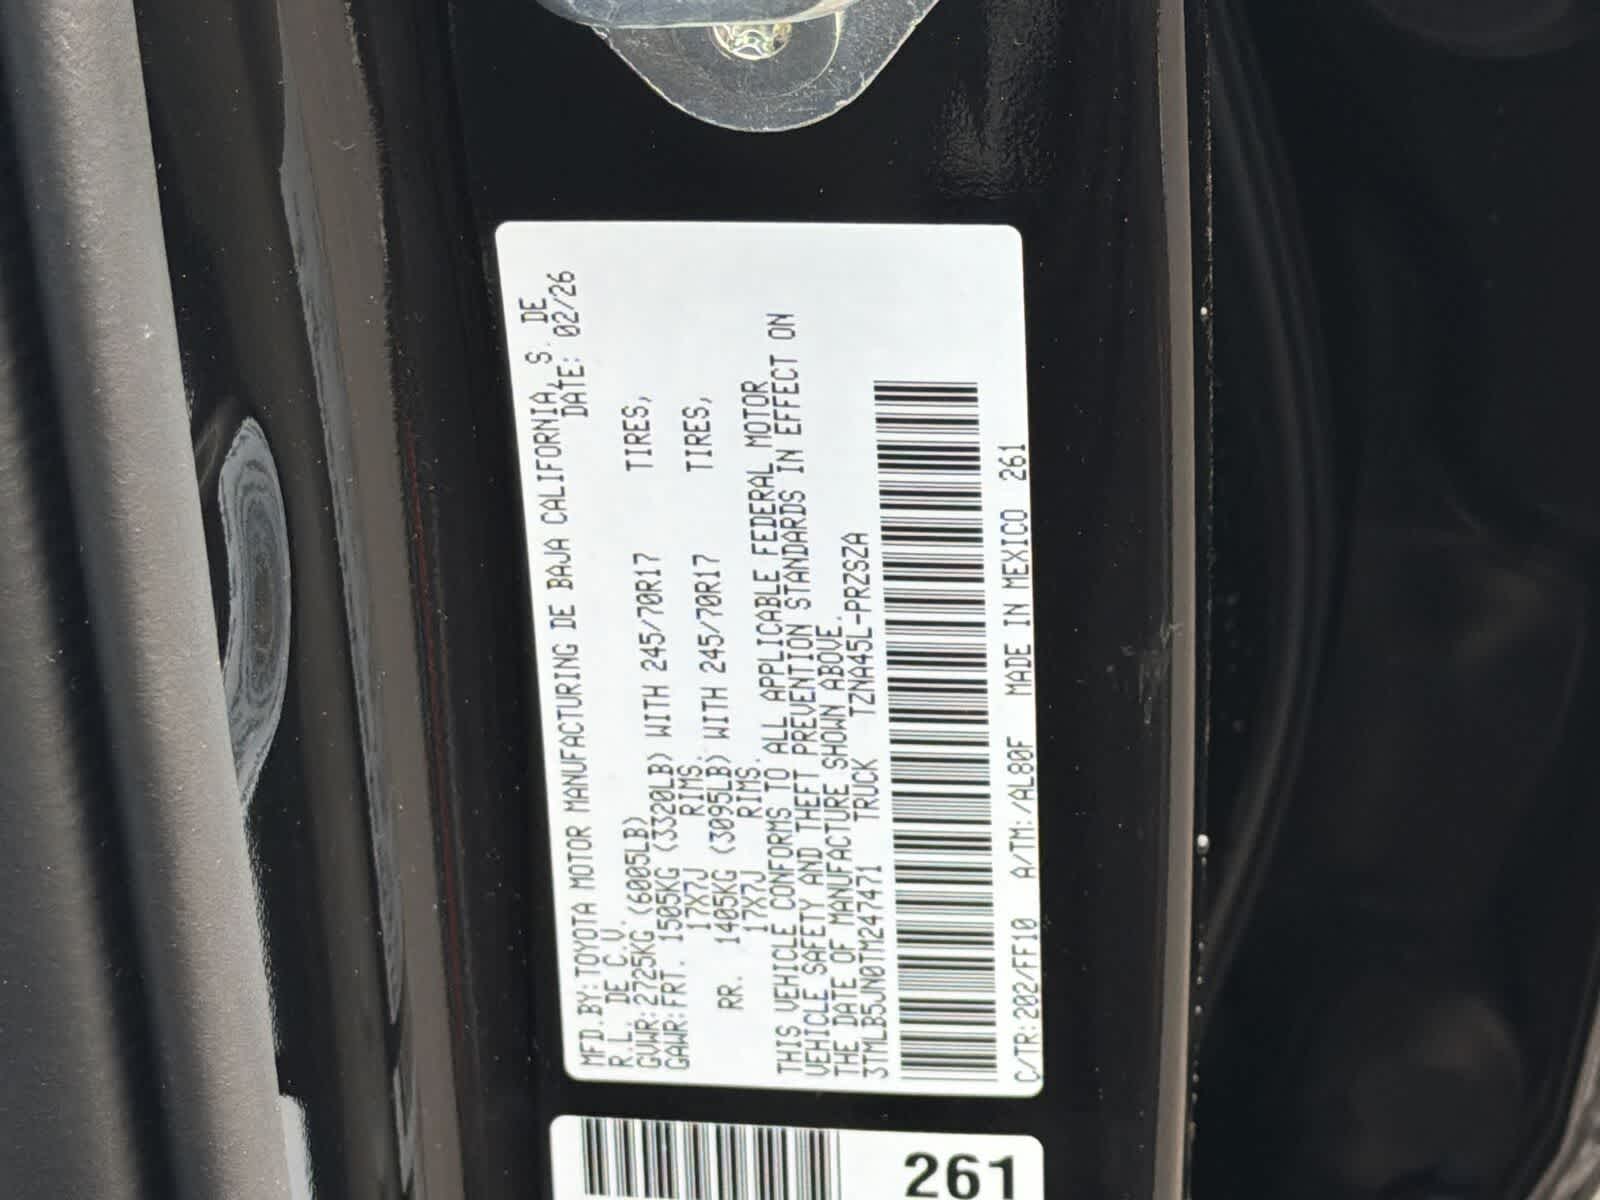 MFD.BY:TOYOTA MOTOR MANUFACTURING DE BAJA CALIFORNIA, S. DE
R.L. DE C.V. DATE: 02/26
GVWR:2725KG (6005LB)
GAWR:FRT. 1505KG (3320LB) WITH 245/70R17 TIRES,
17X7J RIMS.
RR. 1405KG (3095LB) WITH 245/70R17 TIRES,
17X7J RIMS.
THIS VEHICLE CONFORMS TO ALL APPLICABLE FEDERAL MOTOR
VEHICLE SAFETY AND THEFT PREVENTION STANDARDS IN EFFECT ON
THE DATE OF MANUFACTURE SHOWN ABOVE.
3TMLB5JN0TM247471 TRUCK TZNA45L-PRZSZA
C/TR:202/FF10 A/TM:/AL80F MADE IN MEXICO 261
261